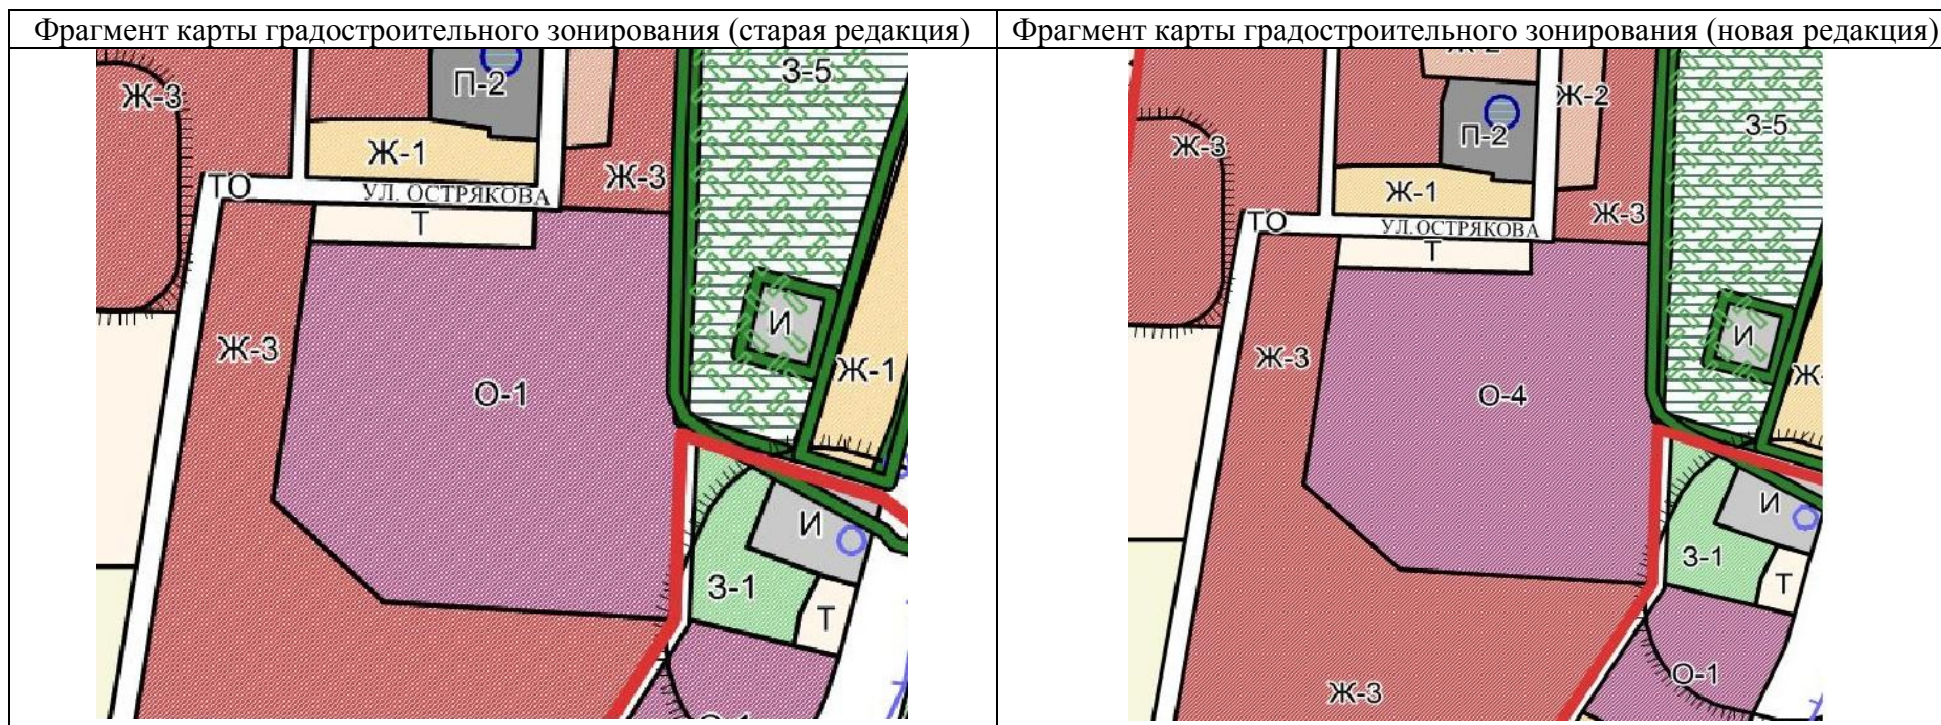 Фрагмент карты градостроительного зонирования (старая редакция)
Фрагмент карты градостроительного зонирования (новая редакция)
З-5
П-2
Ж-3
Ж-1
Ж-3
ТО
УЛ. ОСТРЯКОВА
Т
И
Ж-3
Ж-1
О-1
И
З-1
Т
О-1
Ж-2
Ж-2
З-5
П-2
Ж-3
Ж-1
Ж-3
ТО
УЛ. ОСТРЯКОВА
Т
И
Ж-3
Ж-
О-4
И
З-1
Т
О-1
Ж-3